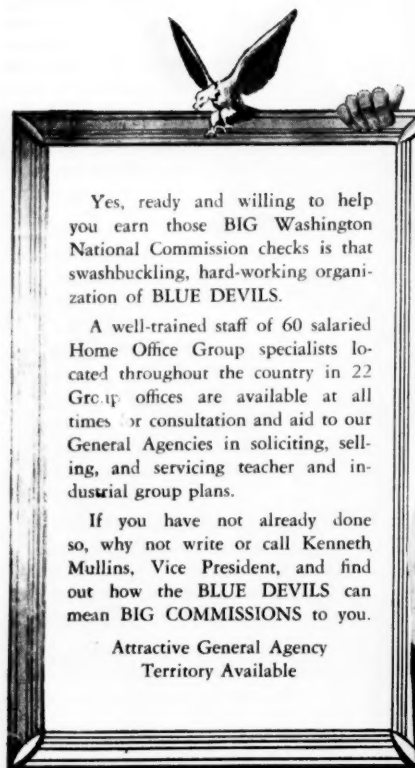 Yes, ready and willing to help
you earn those BIG Washington
National Commission checks is that
swashbuckling, hard-working organi-
zation of BLUE DEVILS.
A well-trained staff of 60 salaried
Home Office Group specialists lo-
cated throughout the country in 22
Group offices are available at all
times for consultation and aid to our
General Agencies in soliciting, sell-
ing, and servicing teacher and in-
dustrial group plans.
If you have not already done
so, why not write or call Kenneth
Mullins, Vice President, and find
out how the BLUE DEVILS can
mean BIG COMMISSIONS to you.
Attractive General Agency
Territory Available